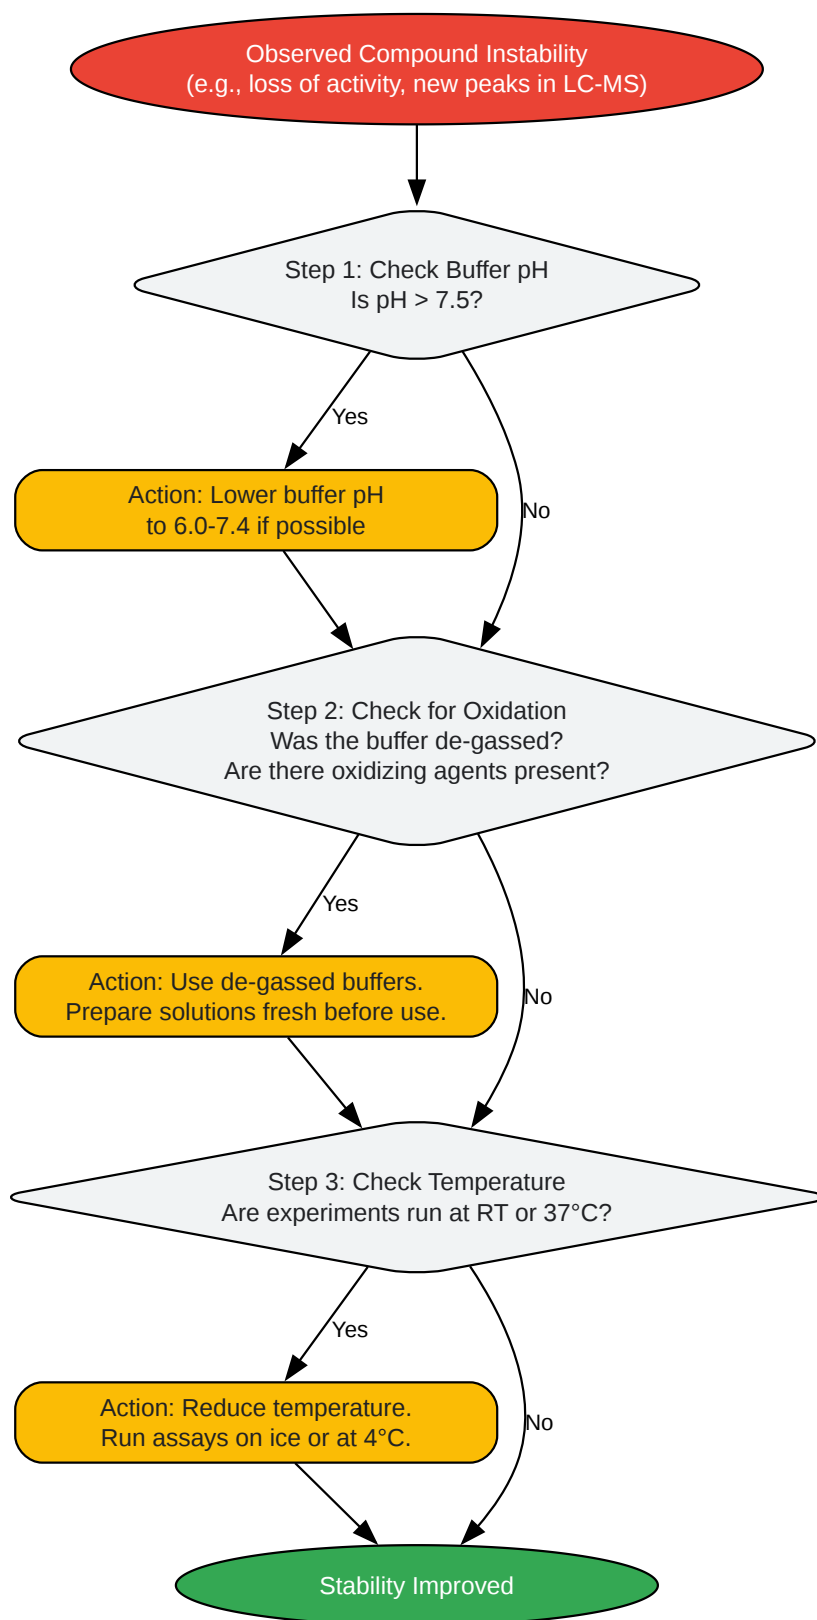 Observed Compound Instability
(e.g., loss of activity, new peaks in LC-MS)
Step 1: Check Buffer pH
Is pH > 7.5?
Yes
Action: Lower buffer pH
to 6.0-7.4 if possible
No
Step 2: Check for Oxidation
Was the buffer de-gassed?
Are there oxidizing agents present?
Yes
Action: Use de-gassed buffers.
Prepare solutions fresh before use.
No
Step 3: Check Temperature
Are experiments run at RT or 37°C?
Yes
Action: Reduce temperature.
Run assays on ice or at 4°C.
No
Stability Improved